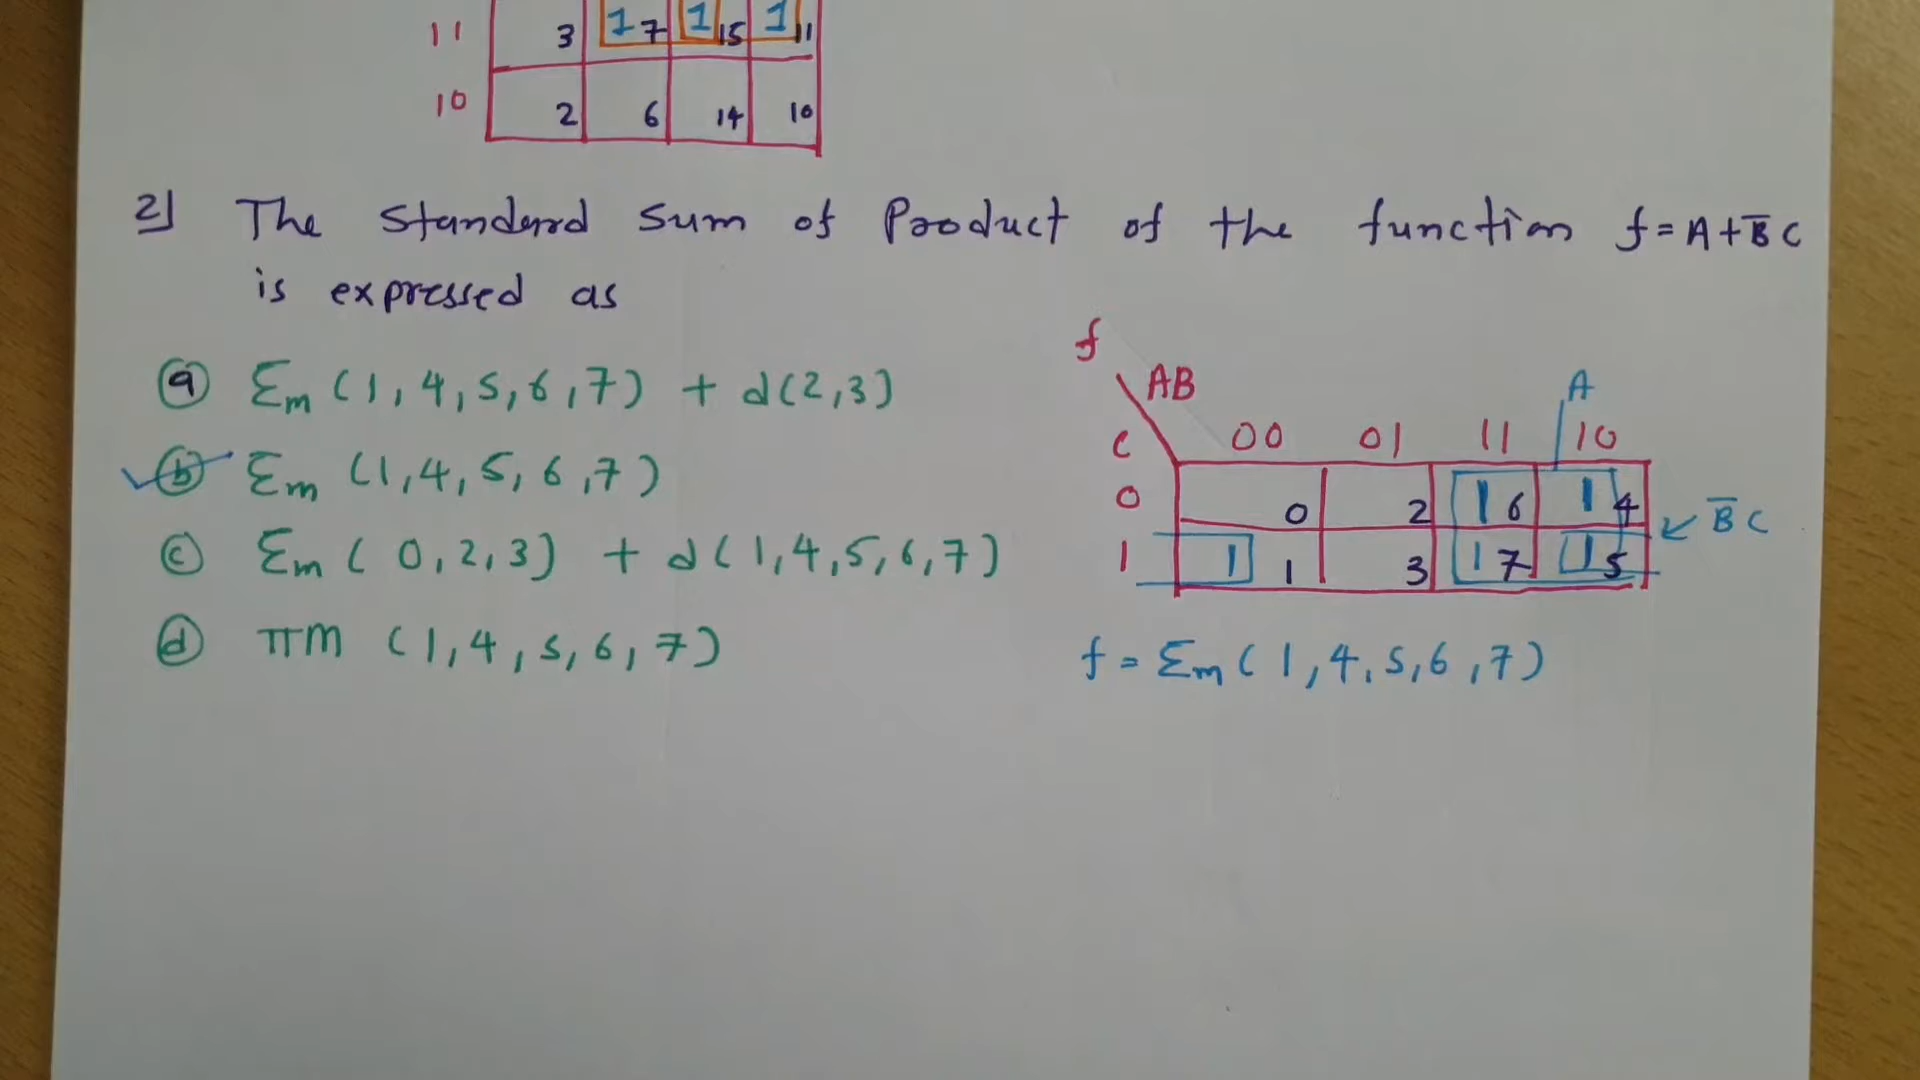 11 3 17 1 15 1 11
10 2 6 14 10
2] The Standard Sum of Product of the function f = A + B̅ C
is expressed as
(a) Σm (1, 4, 5, 6, 7) + d(2, 3)
(b) Σm (1, 4, 5, 6, 7)
(c) Σm ( 0, 2, 3) + d(1, 4, 5, 6, 7)
(d) πM (1, 4, 5, 6, 7)
f
AB A
C 00 01 11 10
0 0 2 1 6 1 4
B̅ C
1 1 1 3 1 7 1 5
f = Σm ( 1, 4, 5, 6, 7)